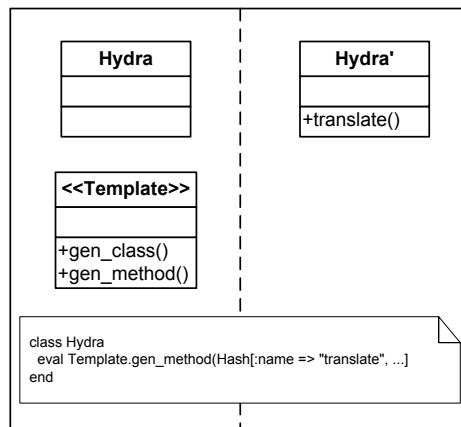 Hydra
Hydra'
+translate()
<<Template>>
+gen_class()
+gen_method()
class Hydra
eval Template.gen_method(Hash[:name => "translate", ...]
end